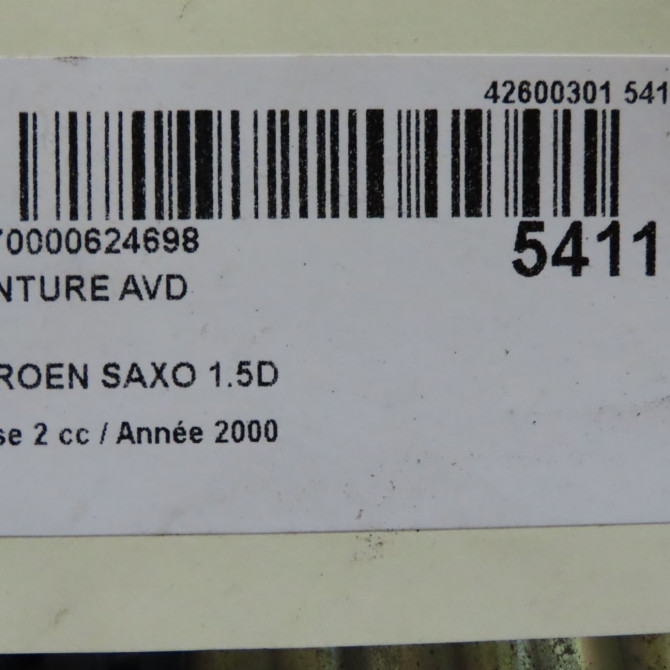 42600301 541
70000624698
5411
NTURE AVD
ROEN SAXO 1.5D
se 2 cc / Année 2000